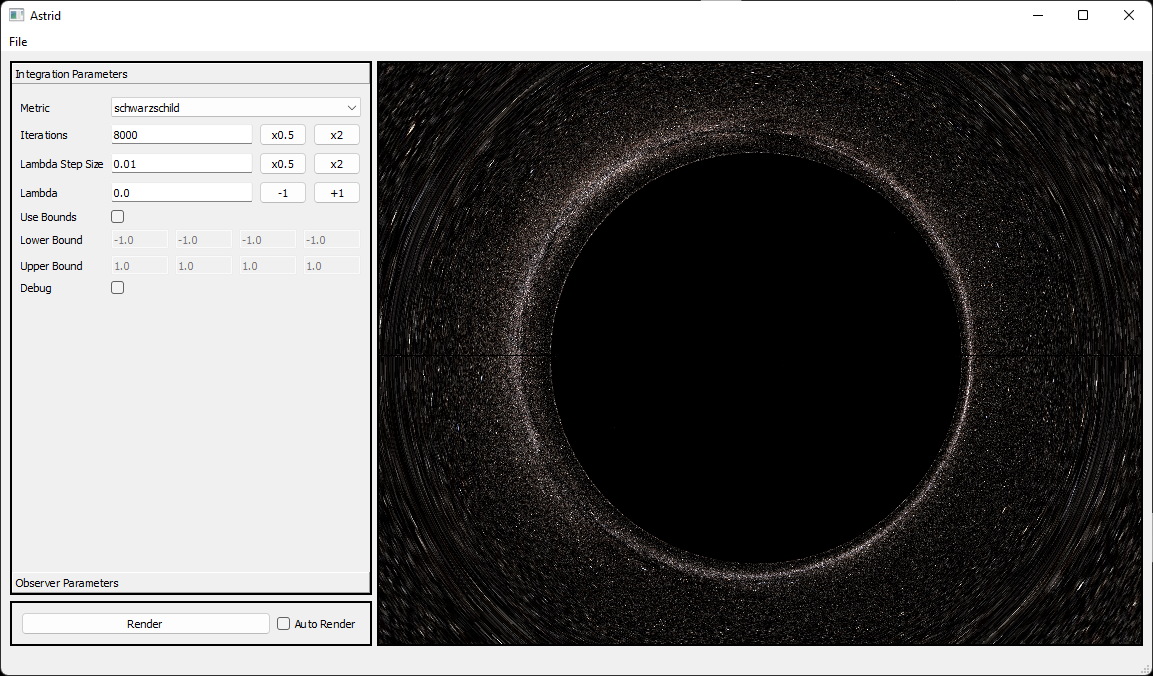 Astrid
File
Integration Parameters
Metric schwarzschild
Iterations 8000 x0.5 x2
Lambda Step Size 0.01 x0.5 x2
Lambda 0.0 -1 +1
Use Bounds
Lower Bound -1.0 -1.0 -1.0 -1.0
Upper Bound 1.0 1.0 1.0 1.0
Debug
Observer Parameters
Render Auto Render